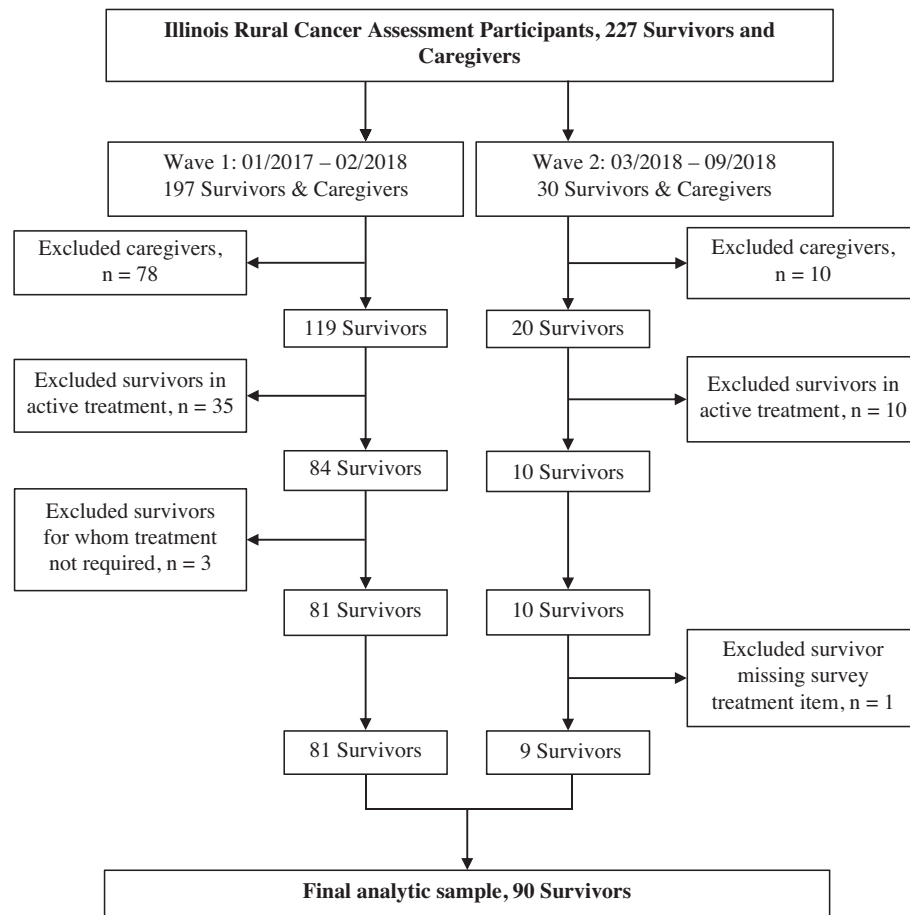 Illinois Rural Cancer Assessment Participants, 227 Survivors and
Caregivers
Wave 1: 01/2017 – 02/2018
197 Survivors & Caregivers
Wave 2: 03/2018 – 09/2018
30 Survivors & Caregivers
Excluded caregivers,
n = 78
Excluded caregivers,
n = 10
119 Survivors
20 Survivors
Excluded survivors in
active treatment, n = 35
Excluded survivors in
active treatment, n = 10
84 Survivors
10 Survivors
Excluded survivors
for whom treatment
not required, n = 3
81 Survivors
10 Survivors
Excluded survivor
missing survey
treatment item, n = 1
81 Survivors
9 Survivors
Final analytic sample, 90 Survivors